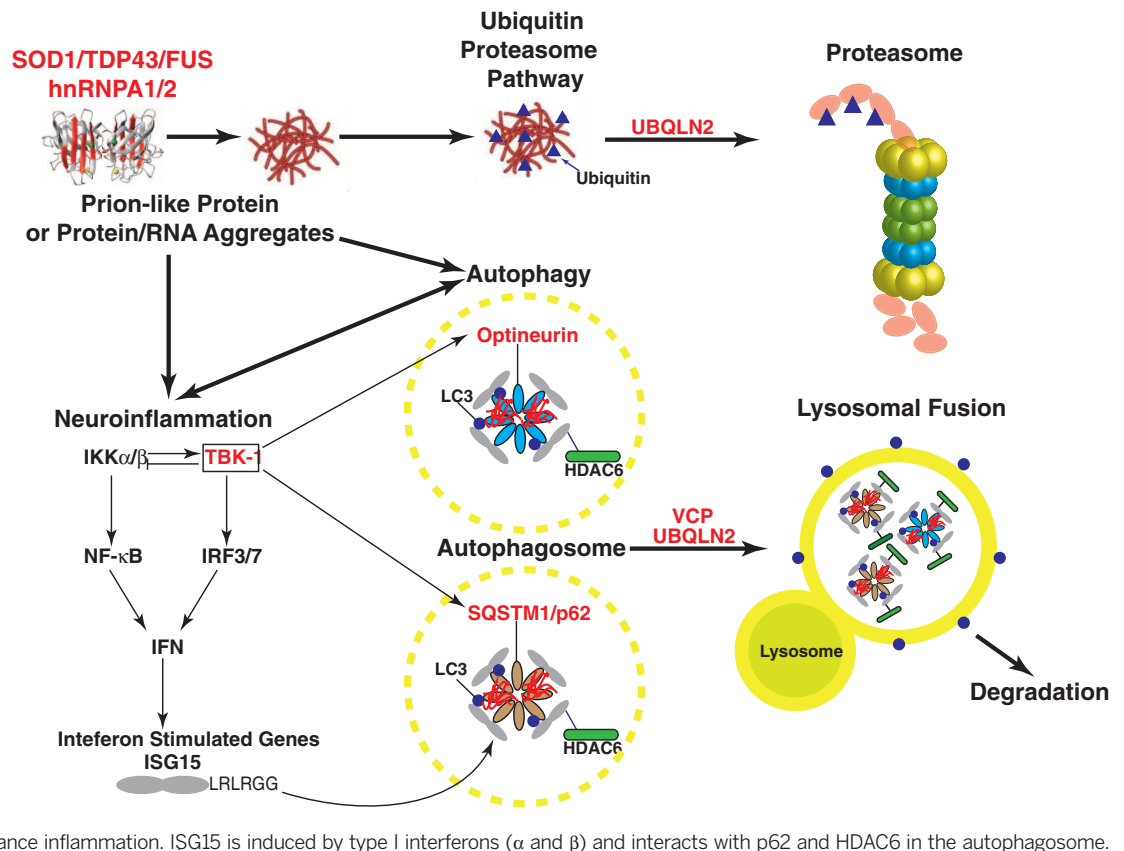 Ubiquitin
Proteasome
Pathway
Proteasome
SOD1/TDP43/FUS
hnRNPA1/2
UBQLN2
Ubiquitin
Prion-like Protein
or Protein/RNA Aggregates
Autophagy
Optineurin
LC3
HDAC6
Neuroinflammation
IKKα/β
TBK-1
NF-κB
IRF3/7
IFN
Inteferon Stimulated Genes
ISG15
LRLRGG
Autophagosome
VCP
UBQLN2
SQSTM1/p62
LC3
HDAC6
Lysosomal Fusion
Lysosome
Degradation
ance inflammation. ISG15 is induced by type I interferons (α and β) and interacts with p62 and HDAC6 in the autophagosome.